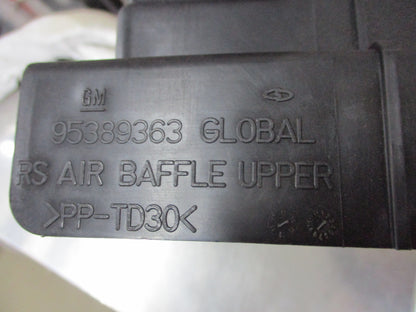 GM
95389363 GLOBAL
RS AIR BAFFLE UPPER
>PP-TD30<